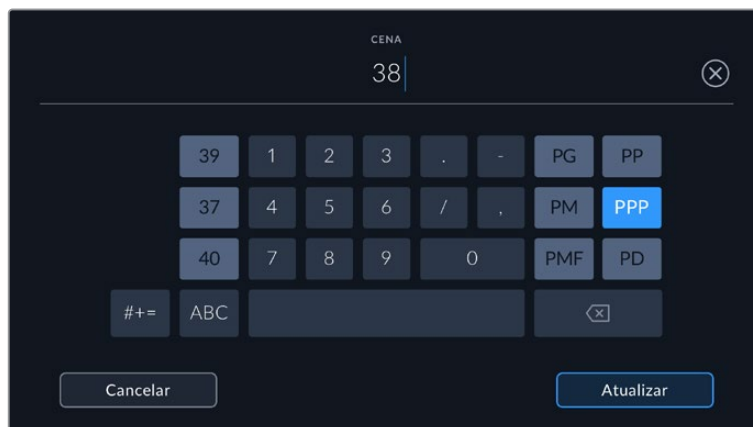 CENA
38
39 1 2 3 . - PG PP
37 4 5 6 / , PM PPP
40 7 8 9 0 PMF PD
#+= ABC
Cancelar Atualizar